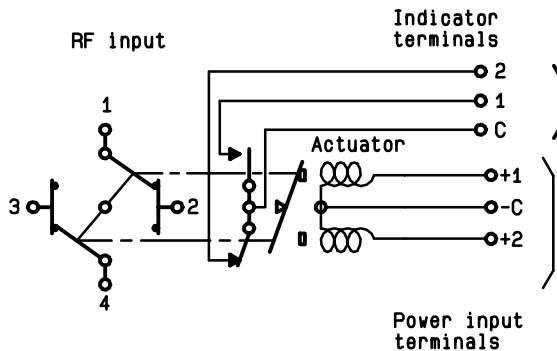 Indicator
terminals
RF input
2
1
C
1
Actuator
+1
3
2
-C
+2
4
Power input
terminals